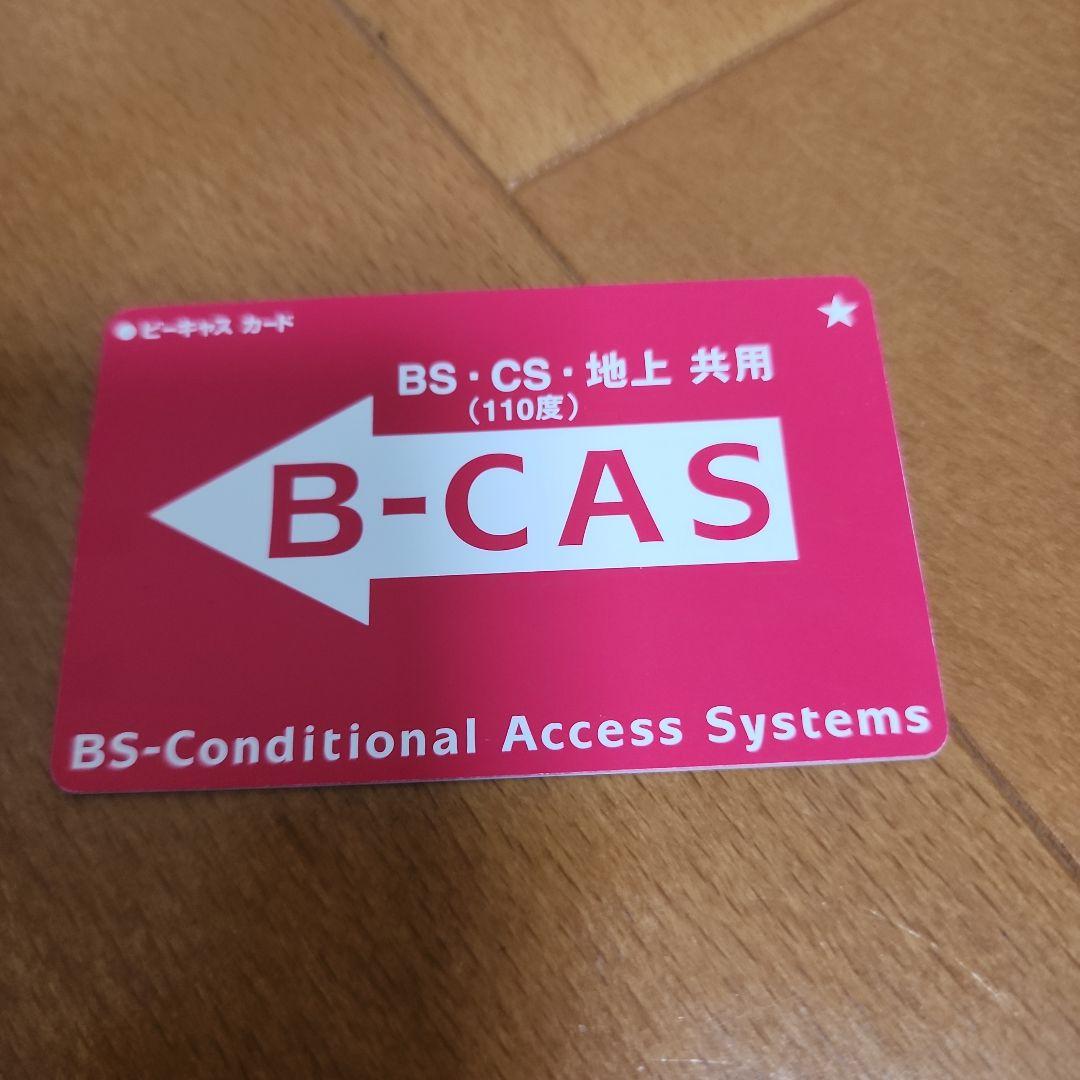 ●ビーキャス カード
★
BS・CS・地上 共用
(110度)
B-CAS
BS-Conditional Access Systems